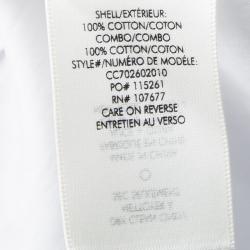 SHELL/EXTÉRIEUR:
100% COTTON/COTON
COMBO/COMBO
100% COTTON/COTON
STYLE#/NUMÉRO DE MODÈLE:
CC702602010
PO# 115261
RN# 107677
CARE ON REVERSE
ENTRETIEN AU VERSO